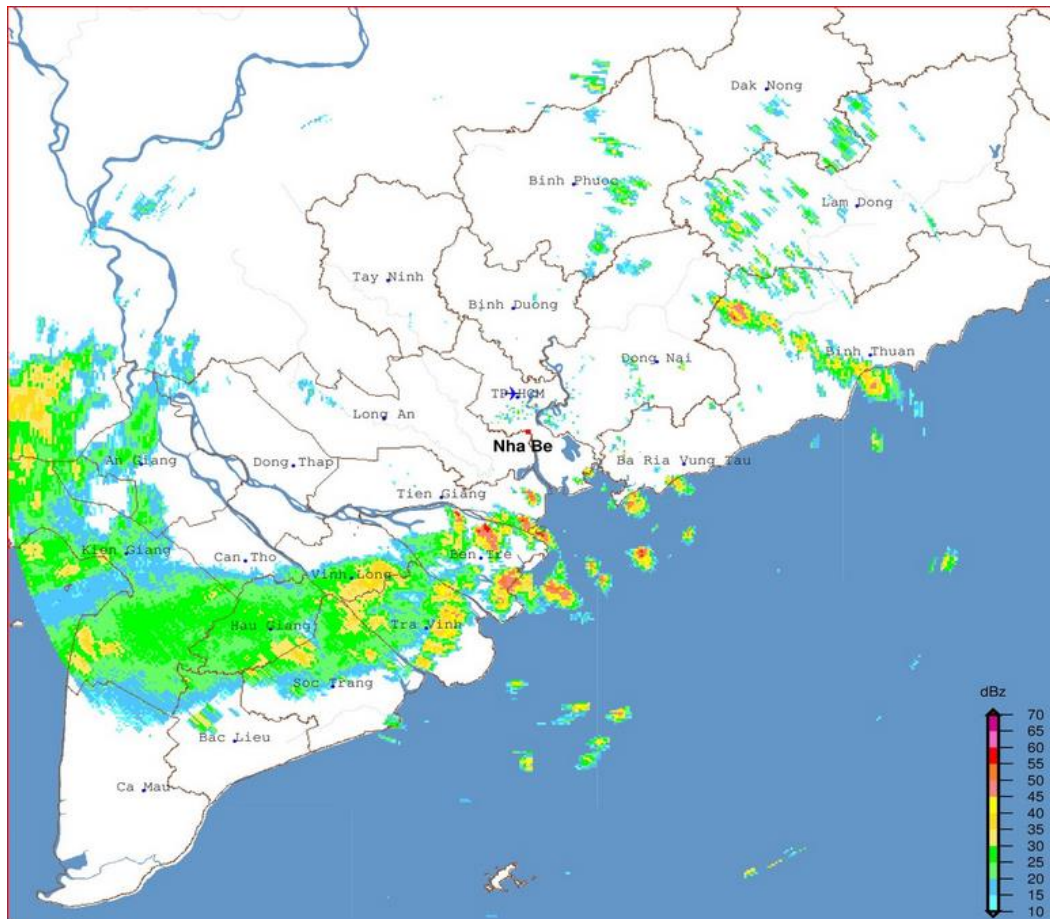 Dak Nong
Binh Phuoc
Lam Dong
Tay Ninh
Binh Duong
Binh Thuan
Dong Nai
TP HCM
Long An
Nha Be
An Giang
Dong Thap
Ba Ria Vung Tau
Tien Giang
Kien Giang
Can Tho
Ben Tre
Vinh Long
Hau Giang
Tra Vinh
Soc Trang
Bac Lieu
Ca Mau
dBz
70
65
60
55
50
45
35
30
20
15
10